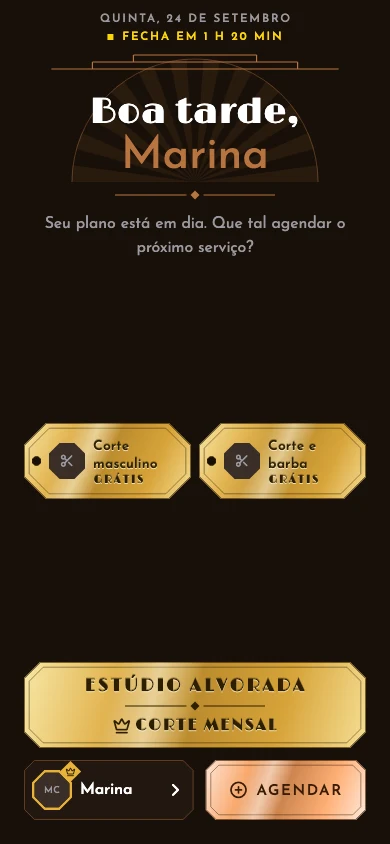 QUINTA, 24 DE SETEMBRO
FECHA EM 1 H 20 MIN
Boa tarde,
Marina
Seu plano está em dia. Que tal agendar o
próximo serviço?
Corte
masculino
GRÁTIS
Corte e
barba
GRÁTIS
ESTÚDIO ALVORADA
CORTE MENSAL
MC
Marina
AGENDAR